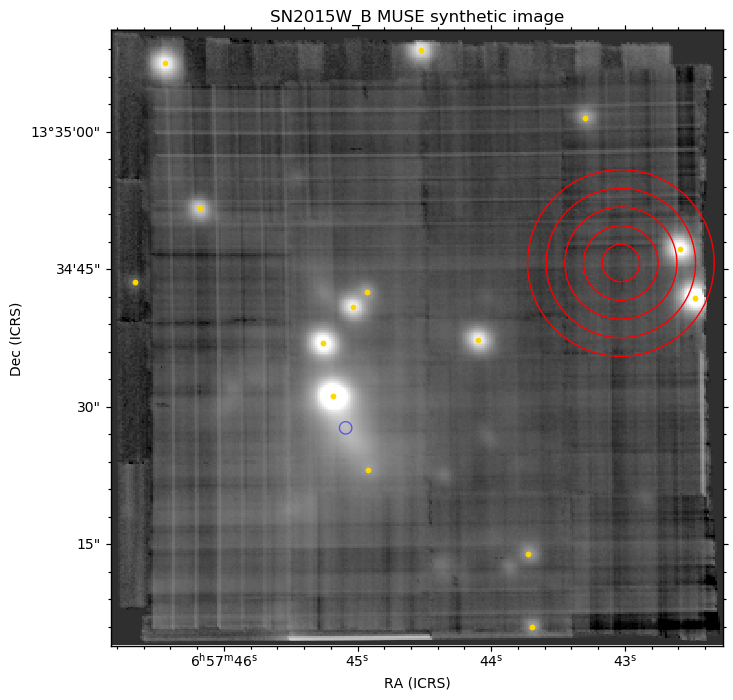 SN2015W_B MUSE synthetic image
13°35'00"
34'45"
30"
15"
Dec (ICRS)
6ʰ57ᵐ46ˢ
45ˢ
44ˢ
43ˢ
RA (ICRS)